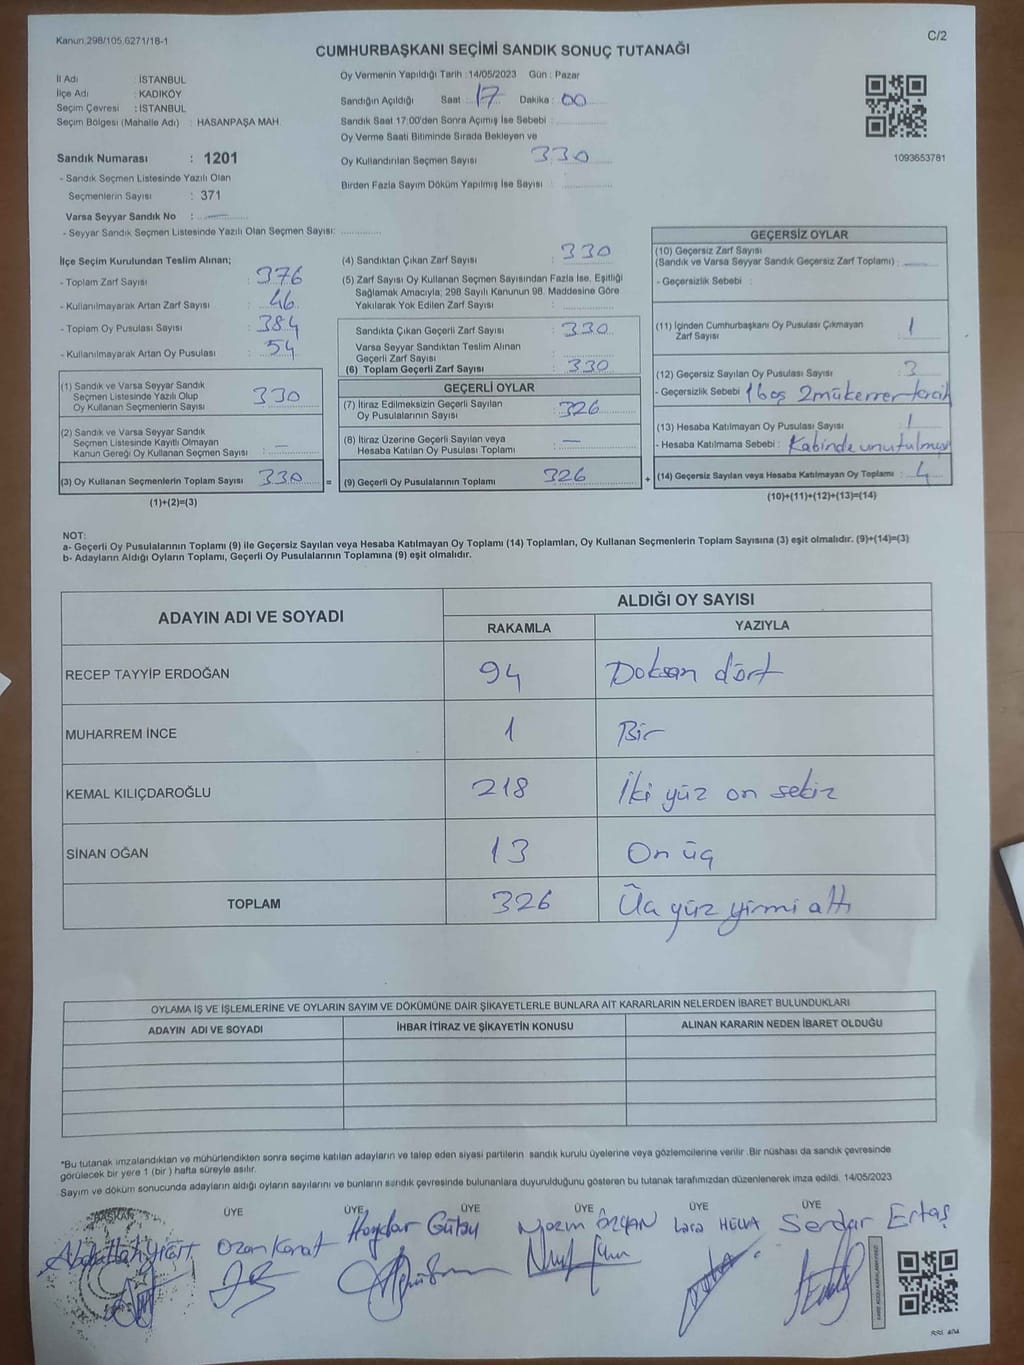 Kanun,298/105,6271/18-1
C/2
CUMHURBAŞKANI SEÇİMİ SANDIK SONUÇ TUTANAĞI
İl Adı : İSTANBUL
İlçe Adı : KADIKÖY
Seçim Çevresi : İSTANBUL
Seçim Bölgesi (Mahalle Adı) : HASANPAŞA MAH.
Sandık Numarası : 1201
- Sandık Seçmen Listesinde Yazılı Olan
Seçmenlerin Sayısı : 371
Varsa Seyyar Sandık No : —
- Seyyar Sandık Seçmen Listesinde Yazılı Olan Seçmen Sayısı:
Oy Vermenin Yapıldığı Tarih :14/05/2023 Gün : Pazar
Sandığın Açıldığı Saat : 17 Dakika : 00
Sandık Saat 17:00'den Sonra Açımış İse Sebebi :
Oy Verme Saati Bitiminde Sırada Bekleyen ve
Oy Kullandırılan Seçmen Sayısı 330
Birden Fazla Sayım Döküm Yapılmış İse Sayısı :
1093653781
İlçe Seçim Kurulundan Teslim Alınan;
- Toplam Zarf Sayısı : 376
- Kullanılmayarak Artan Zarf Sayısı : 46
- Toplam Oy Pusulası Sayısı : 384
- Kullanılmayarak Artan Oy Pusulası : 54
(1) Sandık ve Varsa Seyyar Sandık
Seçmen Listesinde Yazılı Olup
Oy Kullanan Seçmenlerin Sayısı : 330
(2) Sandık ve Varsa Seyyar Sandık
Seçmen Listesinde Kayıtlı Olmayan
Kanun Gereği Oy Kullanan Seçmen Sayısı : —
(3) Oy Kullanan Seçmenlerin Toplam Sayısı : 330 =
(1)+(2)=(3)
(4) Sandıktan Çıkan Zarf Sayısı : 330
(5) Zarf Sayısı Oy Kullanan Seçmen Sayısından Fazla İse, Eşitliği
Sağlamak Amacıyla; 298 Sayılı Kanunun 98. Maddesine Göre
Yakılarak Yok Edilen Zarf Sayısı :
Sandıkta Çıkan Geçerli Zarf Sayısı : 330
Varsa Seyyar Sandıktan Teslim Alınan
Geçerli Zarf Sayısı :
(6) Toplam Geçerli Zarf Sayısı : 330
GEÇERLİ OYLAR
(7) İtiraz Edilmeksizin Geçerli Sayılan
Oy Pusulalarının Sayısı : 326
(8) İtiraz Üzerine Geçerli Sayılan veya
Hesaba Katılan Oy Pusulası Toplamı : —
(9) Geçerli Oy Pusulalarının Toplamı 326 +
GEÇERSİZ OYLAR
(10) Geçersiz Zarf Sayısı
(Sandık ve Varsa Seyyar Sandık Geçersiz Zarf Toplamı) : —
- Geçersizlik Sebebi :
(11) İçinden Cumhurbaşkanı Oy Pusulası Çıkmayan
Zarf Sayısı : 1
(12) Geçersiz Sayılan Oy Pusulası Sayısı : 3
- Geçersizlik Sebebi : 1 boş 2 mükerrer tercih
(13) Hesaba Katılmayan Oy Pusulası Sayısı : 1
- Hesaba Katılmama Sebebi : Kabinde unutulmuş
(14) Geçersiz Sayılan veya Hesaba Katılmayan Oy Toplamı : 4
(10)+(11)+(12)+(13)=(14)
NOT:
a- Geçerli Oy Pusulalarının Toplamı (9) ile Geçersiz Sayılan veya Hesaba Katılmayan Oy Toplamı (14) Toplamları, Oy Kullanan Seçmenlerin Toplam Sayısına (3) eşit olmalıdır. (9)+(14)=(3)
b- Adayların Aldığı Oyların Toplamı, Geçerli Oy Pusulalarının Toplamına (9) eşit olmalıdır.
ADAYIN ADI VE SOYADI
ALDIĞI OY SAYISI
RAKAMLA YAZIYLA
RECEP TAYYİP ERDOĞAN 94 Doksan dört
MUHARREM İNCE 1 Bir
KEMAL KILIÇDAROĞLU 218 İki yüz on sekiz
SİNAN OĞAN 13 On üç
TOPLAM 326 Üç yüz yirmi altı
OYLAMA İŞ VE İŞLEMLERİNE VE OYLARIN SAYIM VE DÖKÜMÜNE DAİR ŞİKAYETLERLE BUNLARA AİT KARARLARIN NELERDEN İBARET BULUNDUKLARI
ADAYIN ADI VE SOYADI İHBAR İTİRAZ VE ŞİKAYETİN KONUSU ALINAN KARARIN NEDEN İBARET OLDUĞU
*Bu tutanak imzalandıktan ve mühürlendikten sonra seçime katılan adayların ve talep eden siyasi partilerin sandık kurulu üyelerine veya gözlemcilerine verilir .Bir nüshası da sandık çevresinde
görülecek bir yere 1 (bir ) hafta süreyle asılır.
Sayım ve döküm sonucunda adayların aldığı oyların sayılarını ve bunların sandık çevresinde bulunanlara duyurulduğunu gösteren bu tutanak tarafımızdan düzenlenerek imza edildi. 14/05/2023
BAŞKAN ÜYE ÜYE ÜYE ÜYE ÜYE ÜYE
Abdullah Ozan Kanat Nazım ÖZCAN Lara Serdar Ertaş